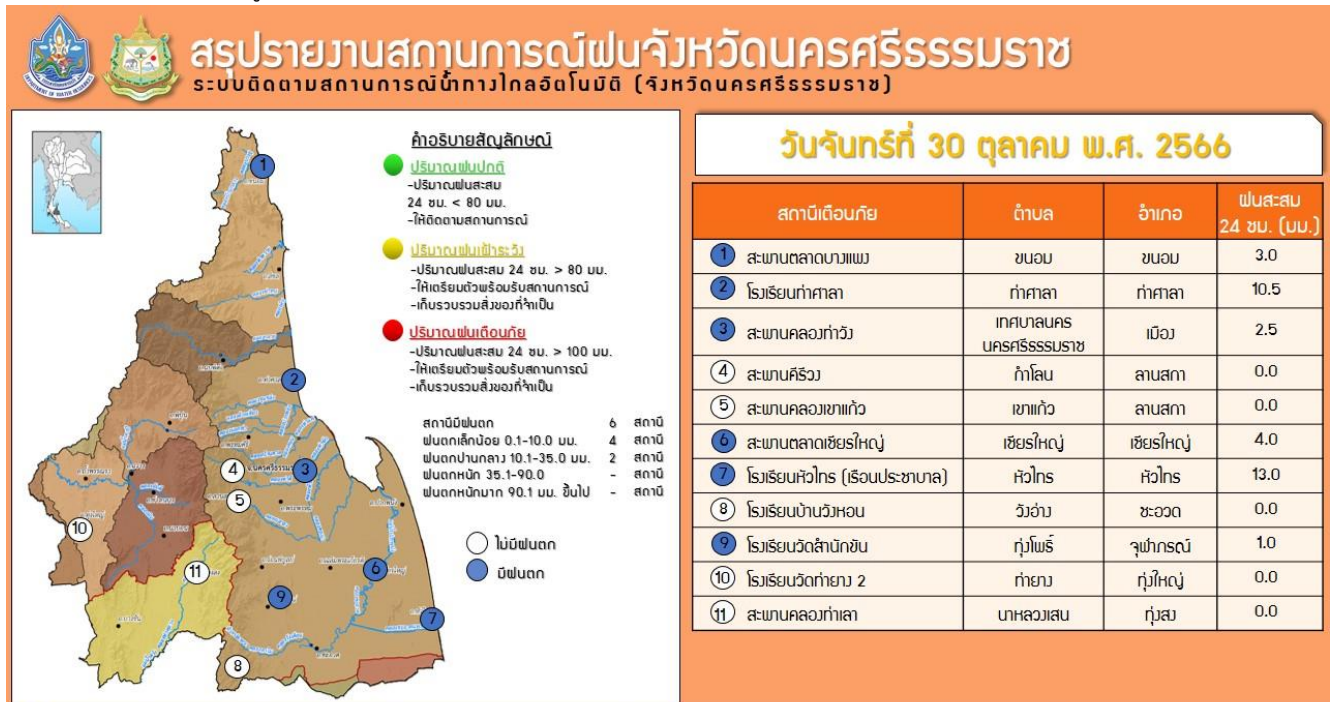 สรุปรายงานสถานการณ์ฝนจังหวัดนครศรีธรรมราช
ระบบติดตามสถานการณ์น้ำทางไกลอัตโนมัติ (จังหวัดนครศรีธรรมราช)
คำอธิบายสัญลักษณ์
ปริมาณฝนปกติ
-ปริมาณฝนสะสม
24 ชม. < 80 มม.
-ให้ติดตามสถานการณ์
ปริมาณฝนเฝ้าระวัง
-ปริมาณฝนสะสม 24 ชม. > 80 มม.
-ให้เตรียมตัวพร้อมรับสถานการณ์
-เก็บรวบรวมสิ่งของที่จำเป็น
ปริมาณฝนเตือนภัย
-ปริมาณฝนสะสม 24 ชม. > 100 มม.
-ให้เตรียมตัวพร้อมรับสถานการณ์
-เก็บรวบรวมสิ่งของที่จำเป็น
สถานีมีฝนตก 6 สถานี
ฝนตกเล็กน้อย 0.1-10.0 มม. 4 สถานี
ฝนตกปานกลาง 10.1-35.0 มม. 2 สถานี
ฝนตกหนัก 35.1-90.0 - สถานี
ฝนตกหนักมาก 90.1 มม. ขึ้นไป - สถานี
ไม่มีฝนตก
มีฝนตก
1
2
3
4
5
6
7
8
9
10
11
วันจันทร์ที่ 30 ตุลาคม พ.ศ. 2566
สถานีเตือนภัย ตำบล อำเภอ ฝนสะสม 24 ชม. (มม.)
1 สะพานตลาดบางแพง ขนอม ขนอม 3.0
2 โรงเรียนท่าศาลา ท่าศาลา ท่าศาลา 10.5
3 สะพานคลองท่าวัง เทศบาลนครนครศรีธรรมราช เมือง 2.5
4 สะพานคีรีวง กำโลน ลานสกา 0.0
5 สะพานคลองเขาแก้ว เขาแก้ว ลานสกา 0.0
6 สะพานตลาดเชียรใหญ่ เชียรใหญ่ เชียรใหญ่ 4.0
7 โรงเรียนหัวไทร (เรือนประชาบาล) หัวไทร หัวไทร 13.0
8 โรงเรียนบ้านวังหอน วังอ่าง ชะอวด 0.0
9 โรงเรียนวัดสำนักขัน ทุ่งโพธิ์ จุฬาภรณ์ 1.0
10 โรงเรียนวัดท่ายาง 2 ท่ายาง ทุ่งใหญ่ 0.0
11 สะพานคลองท่าเลา นาหลวงเสน ทุ่งสง 0.0